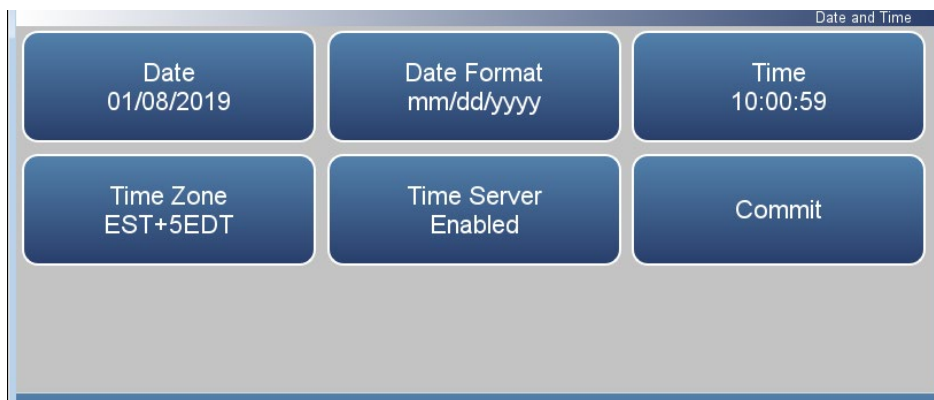 Date and Time
Date
01/08/2019
Date Format
mm/dd/yyyy
Time
10:00:59
Time Zone
EST+5EDT
Time Server
Enabled
Commit